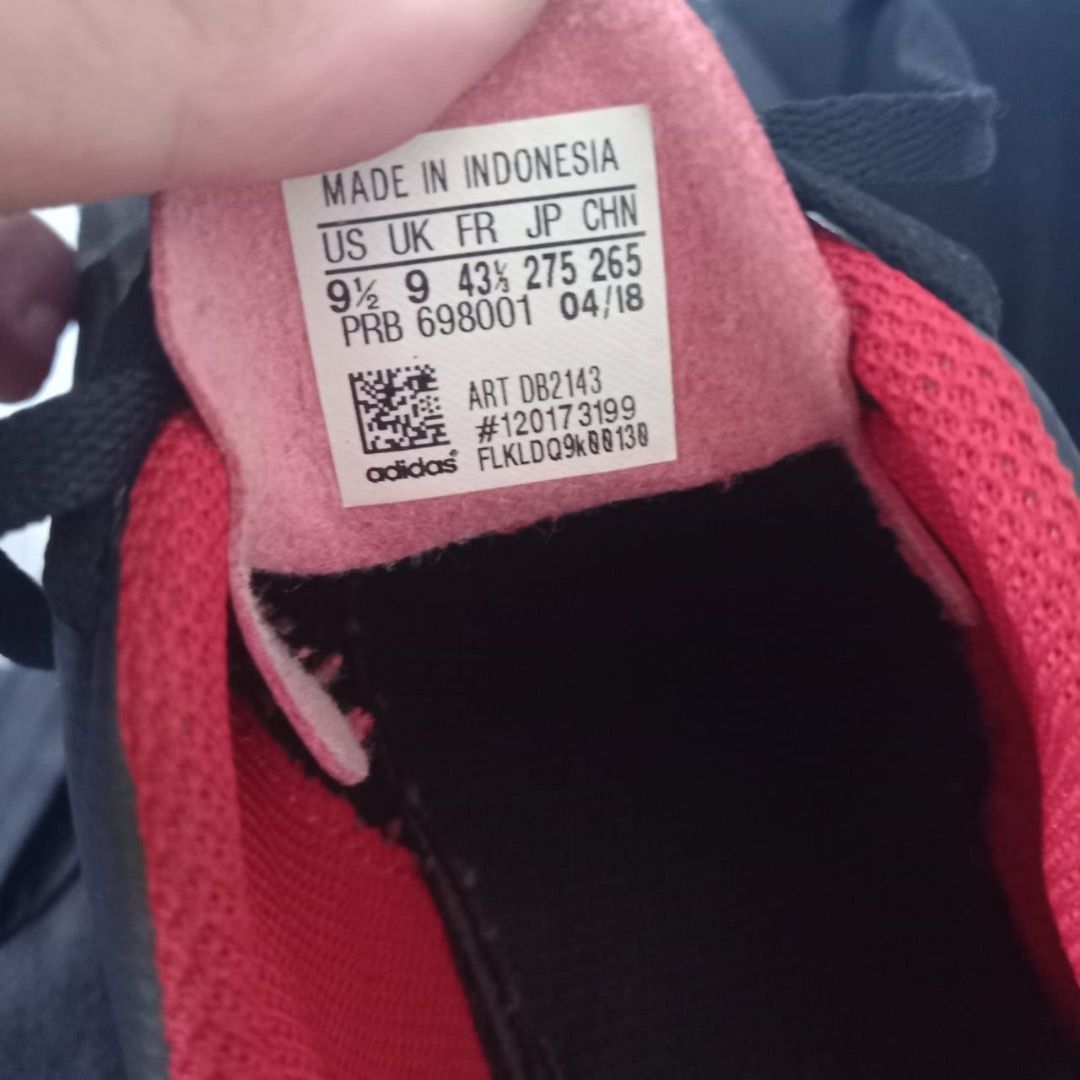 MADE IN INDONESIA
US UK FR JP CHN
9½ 9 43⅓ 275 265
PRB 698001 04/18
ART DB2143
#120173199
adidas® FLKLDQ9k00130